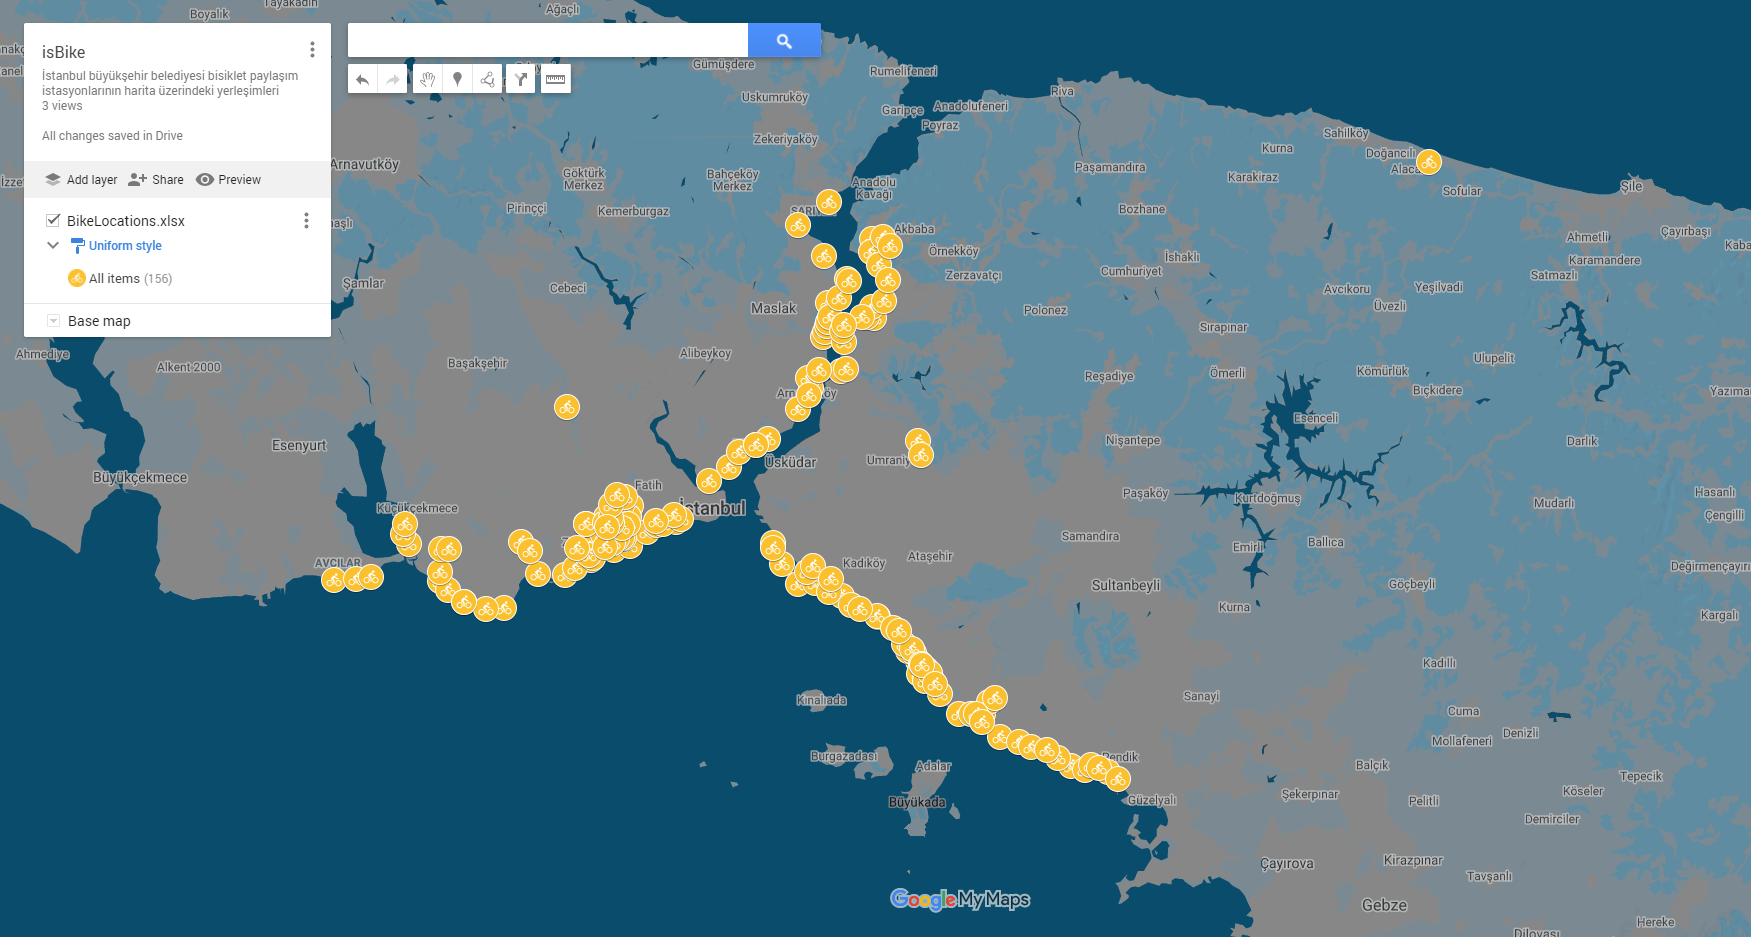 isBike
İstanbul büyükşehir belediyesi bisiklet paylaşım
istasyonlarının harita üzerindeki yerleşimleri
3 views
All changes saved in Drive
Add layer
Share
Preview
BikeLocations.xlsx
Uniform style
All items (156)
Base map
Boyalık
Tayakadın
Ağaçlı
Gümüşdere
Rumelifeneri
Uskumruköy
Garipçe
Anadolufeneri
Riva
Poyraz
Zekeriyaköy
Sahilköy
Kurna
Doğancılı
Arnavutköy
Göktürk
Merkez
Bahçeköy
Merkez
Anadolu
Kavağı
Paşamandıra
Karakiraz
Sofular
Şile
Pirinççi
Kemerburgaz
Bozhane
Akbaba
Örnekköy
Ahmetli
Çayırbaşı
Karamandere
Satmazlı
İshaklı
Cumhuriyet
Zerzavatçı
Şamlar
Cebeci
Maslak
Avcıkoru
Yeşilvadi
Üvezli
Polonez
Sırapınar
Ahmediye
Alkent 2000
Başakşehir
Alibeykoy
Reşadiye
Ömerli
Kömürlük
Ulupelit
Bıçkıdere
Esenceli
Esenyurt
Nişantepe
Darlık
Büyükçekmece
Üsküdar
Fatih
Küçükçekmece
İstanbul
Paşaköy
Kurtdoğmuş
Mudarlı
Hasanlı
Çengilli
Samandıra
Emirli
Ballıca
AVCILAR
Kadıköy
Ataşehir
Sultanbeyli
Göçbeyli
Değirmençayırı
Kurna
Kargalı
Kadıllı
Sanayi
Kınalıada
Cuma
Mollafeneri
Denizli
Burgazadası
Adalar
Balçık
Tepecik
Büyükada
Güzelyalı
Şekerpınar
Pelitli
Köseler
Demirciler
Çayırova
Kirazpınar
Tavşanlı
Gebze
Hereke
Dilovası
Google My Maps